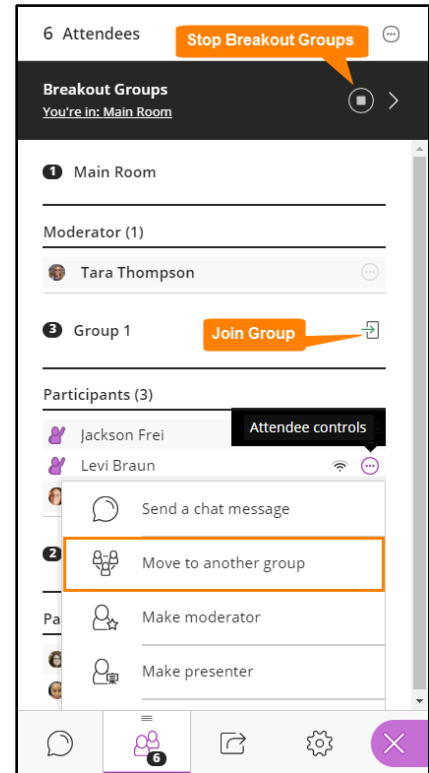 6 Attendees
Stop Breakout Groups
Breakout Groups
You're in: Main Room
1 Main Room
Moderator (1)
Tara Thompson
3 Group 1
Join Group
Participants (3)
Attendee controls
Jackson Frei
Levi Braun
Send a chat message
2
Move to another group
Pa
Make moderator
Make presenter
6